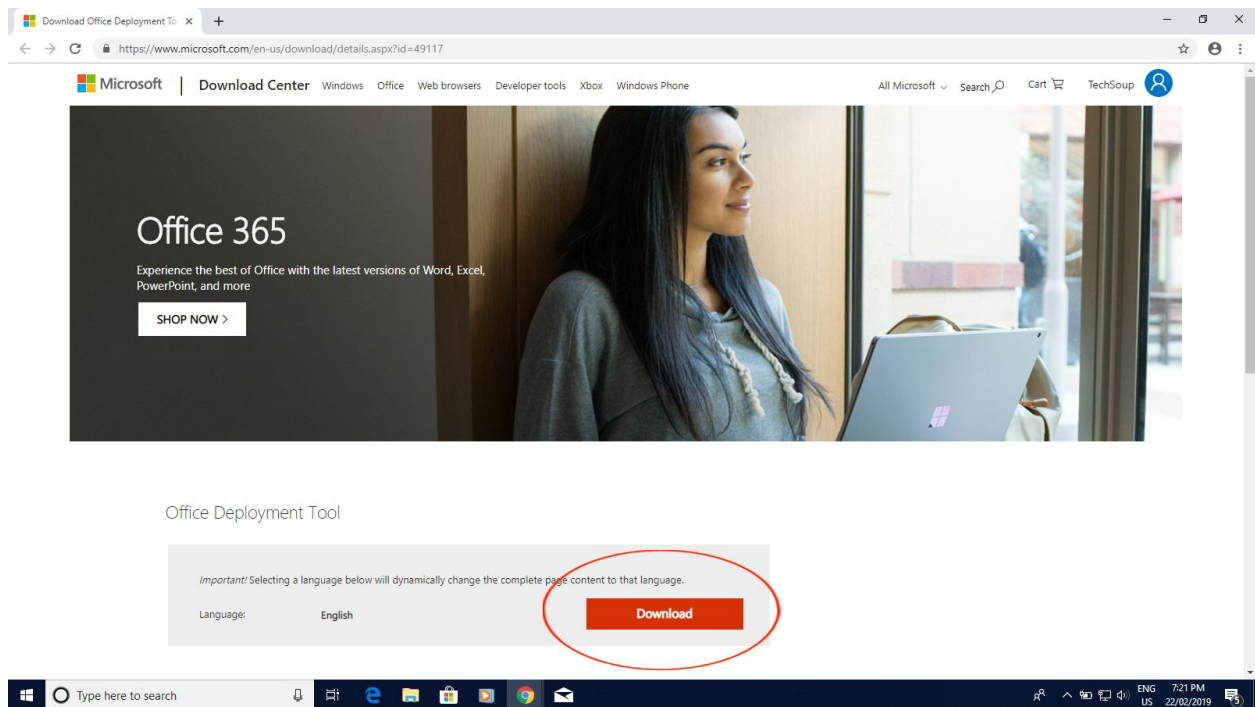 Download Office Deployment To
https://www.microsoft.com/en-us/download/details.aspx?id=49117
Microsoft | Download Center Windows Office Web browsers Developer tools Xbox Windows Phone All Microsoft Search Cart TechSoup
Office 365
Experience the best of Office with the latest versions of Word, Excel,
PowerPoint, and more
SHOP NOW >
Office Deployment Tool
Important! Selecting a language below will dynamically change the complete page content to that language.
Language: English Download
Type here to search
ENG 7:21 PM
US 22/02/2019
5